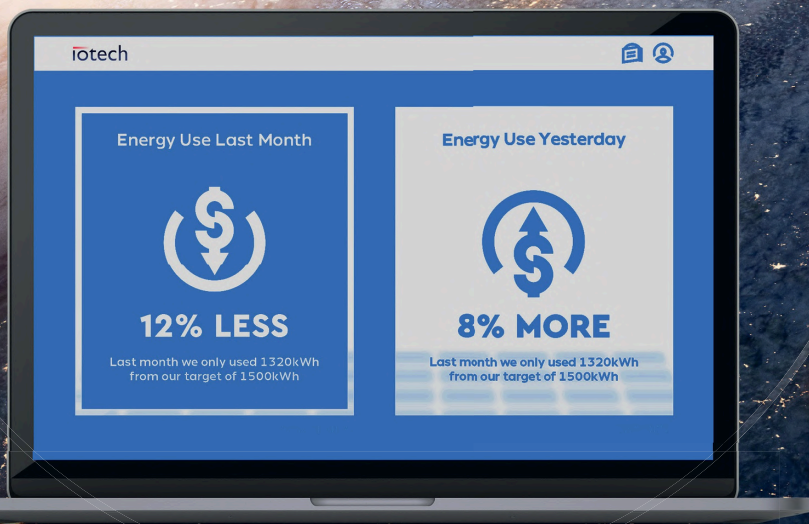 iotech
Energy Use Last Month
12% LESS
Last month we only used 1320kWh
from our target of 1500kWh
Energy Use Yesterday
8% MORE
Last month we only used 1320kWh
from our target of 1500kWh